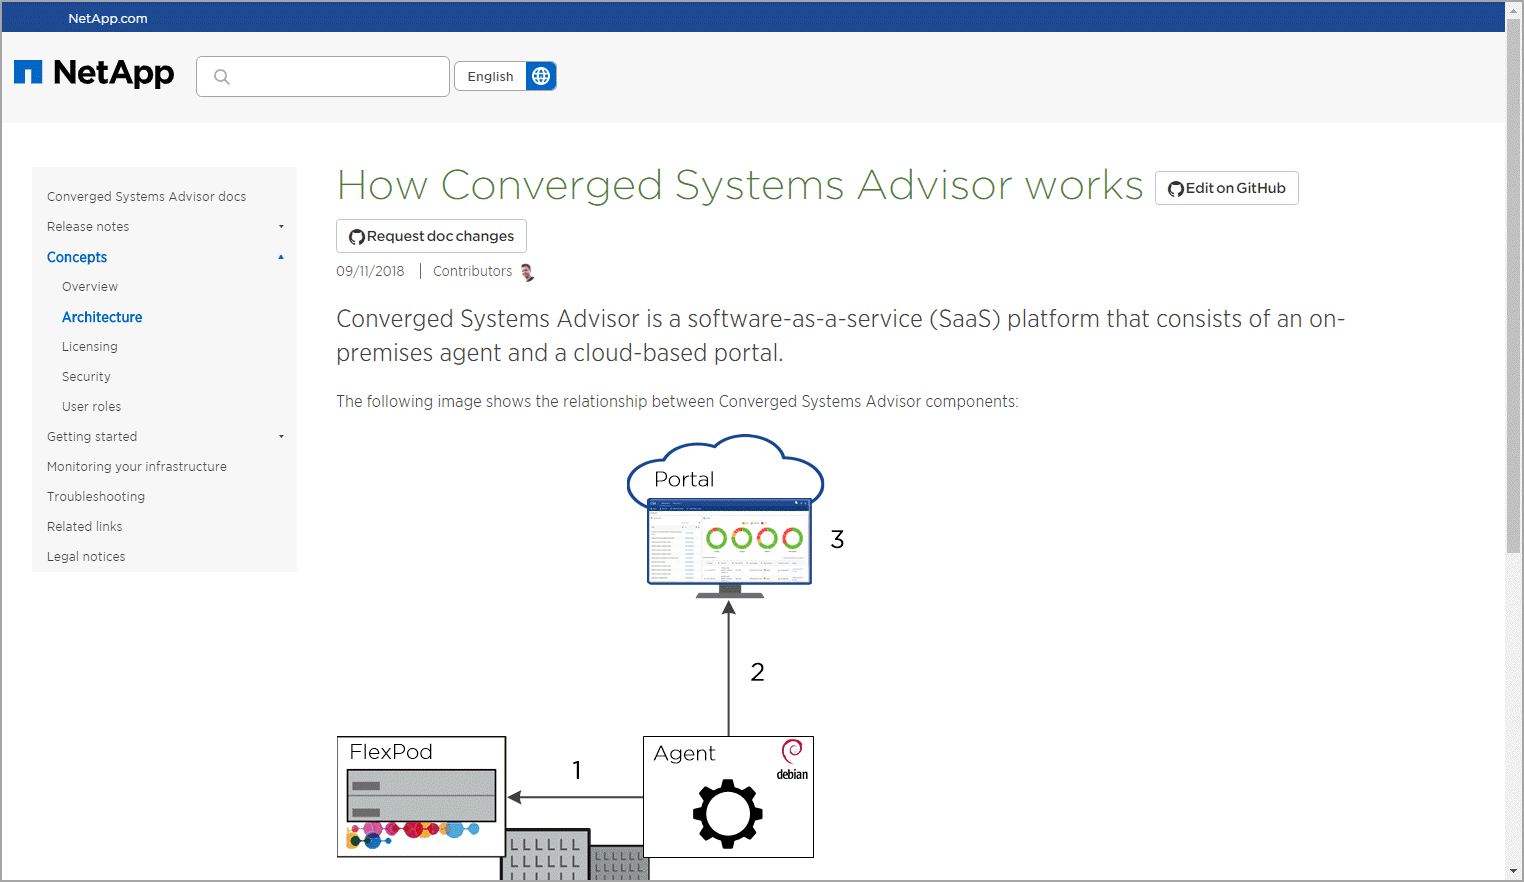 NetApp.com
NetApp
English
Converged Systems Advisor docs
Release notes
Concepts
Overview
Architecture
Licensing
Security
User roles
Getting started
Monitoring your infrastructure
Troubleshooting
Related links
Legal notices
How Converged Systems Advisor works
Edit on GitHub
Request doc changes
09/11/2018 | Contributors
Converged Systems Advisor is a software-as-a-service (SaaS) platform that consists of an on-
premises agent and a cloud-based portal.
The following image shows the relationship between Converged Systems Advisor components:
Portal
3
2
FlexPod
1
Agent
debian